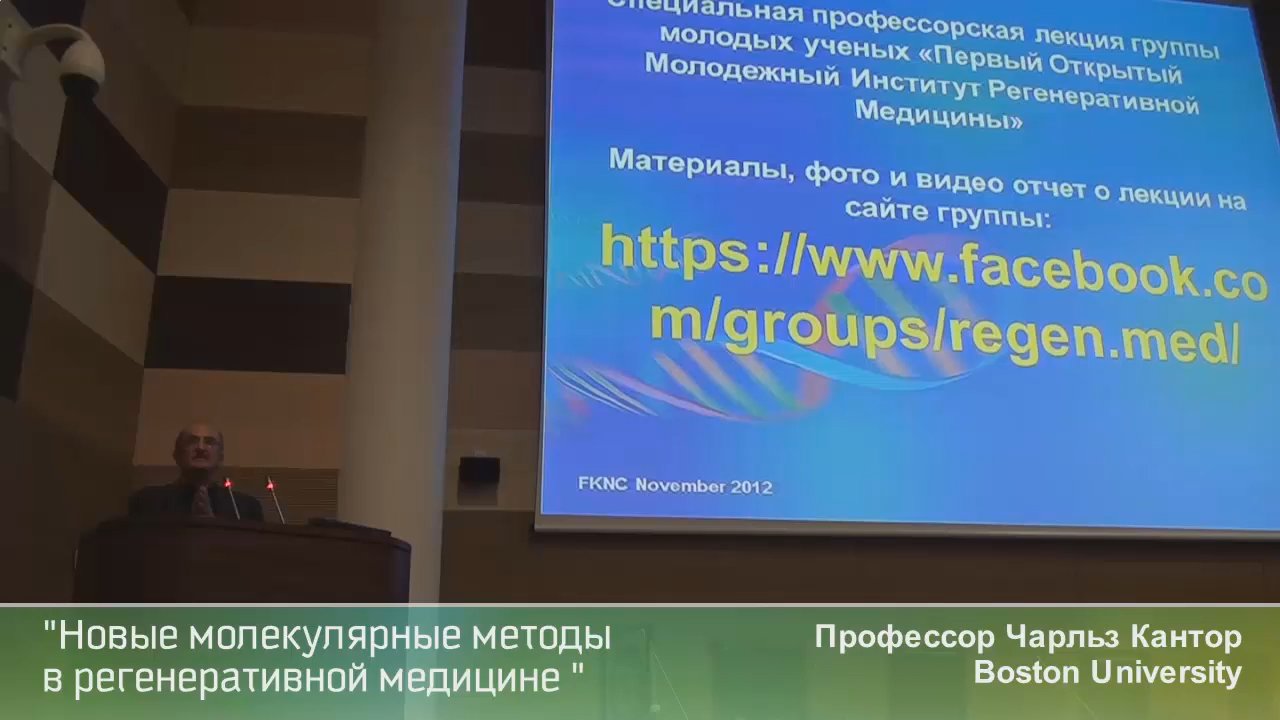 Специальная профессорская лекция группы
молодых ученых «Первый Открытый
Молодежный Институт Регенеративной
Медицины»
Материалы, фото и видео отчет о лекции на
сайте группы:
https://www.facebook.co
m/groups/regen.med/
FKNC November 2012
"Новые молекулярные методы
в регенеративной медицине "
Профессор Чарльз Кантор
Boston University